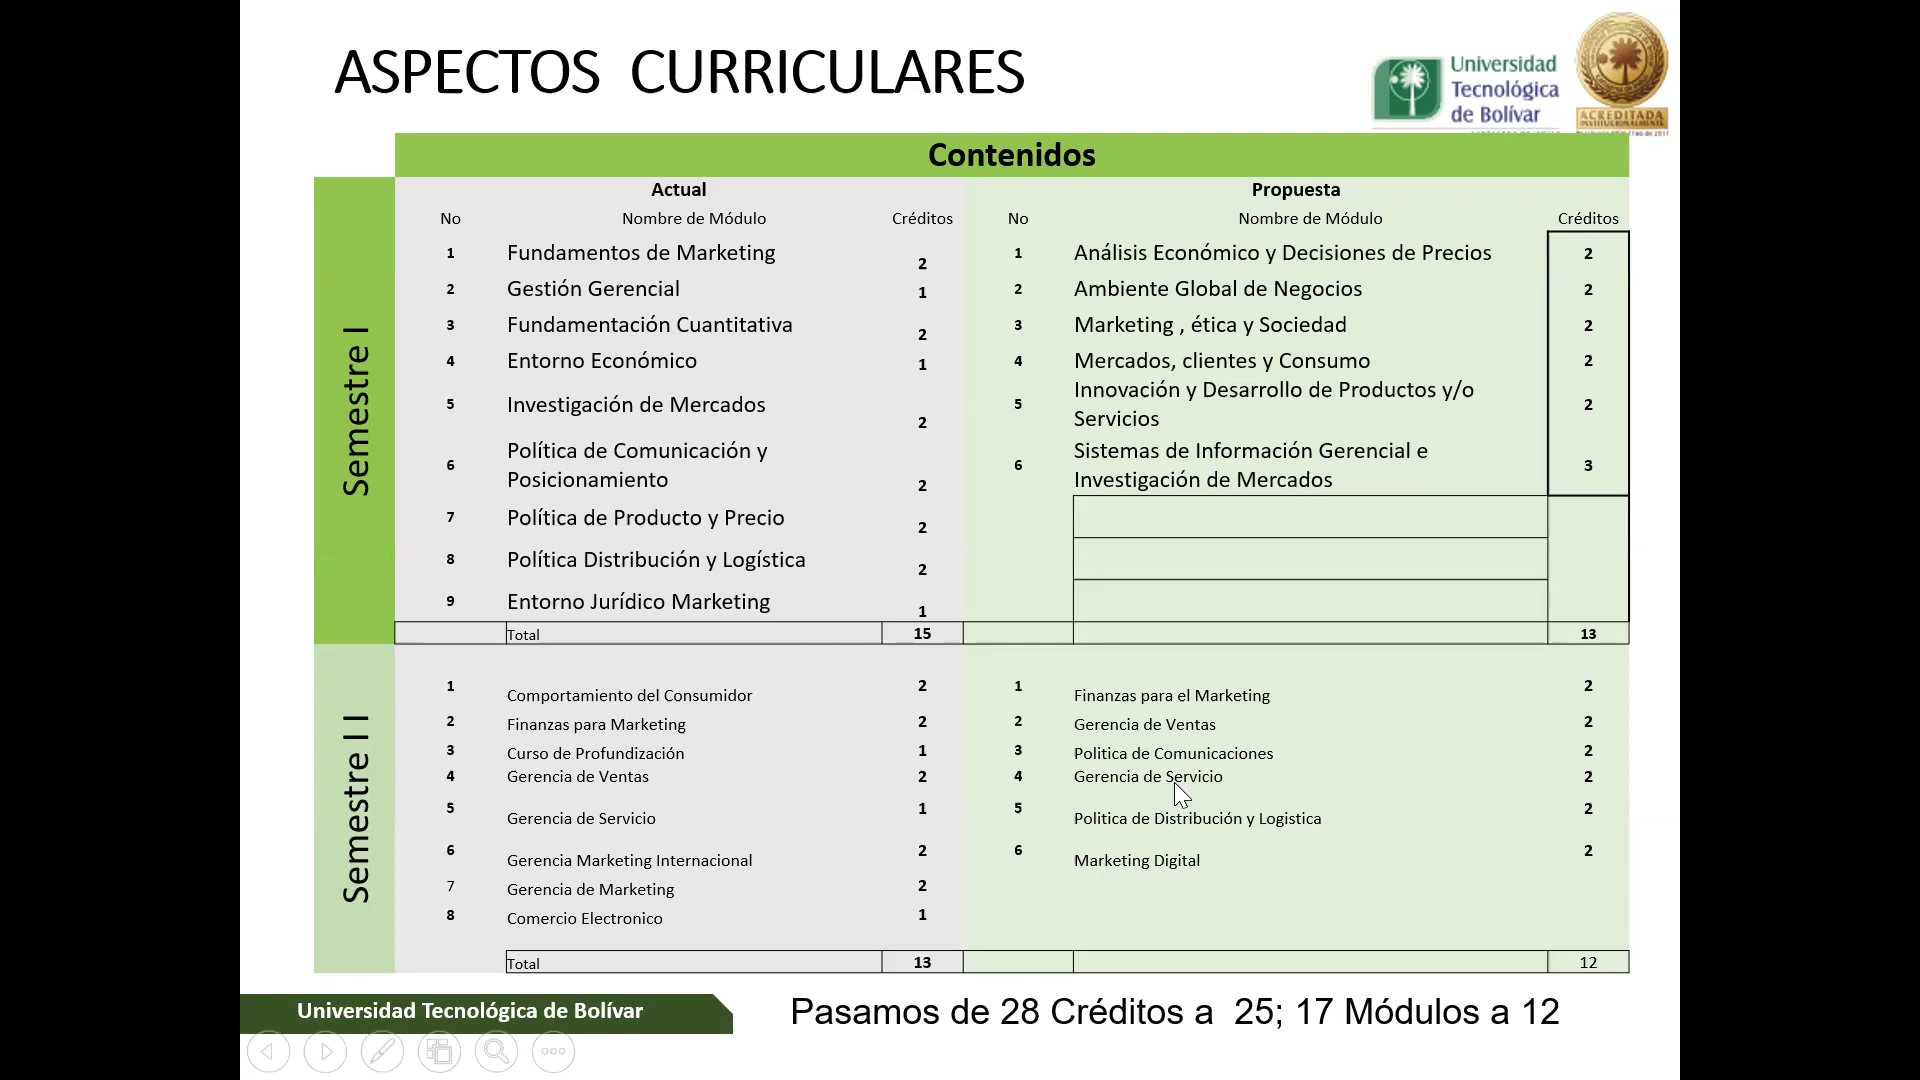 ASPECTOS CURRICULARES
Universidad
Tecnológica
de Bolívar
ACREDITADA
INSTITUCIONALMENTE
Contenidos
Actual Propuesta
No Nombre de Módulo Créditos No Nombre de Módulo Créditos
Semestre I
1 Fundamentos de Marketing 2 1 Análisis Económico y Decisiones de Precios 2
2 Gestión Gerencial 1 2 Ambiente Global de Negocios 2
3 Fundamentación Cuantitativa 2 3 Marketing , ética y Sociedad 2
4 Entorno Económico 1 4 Mercados, clientes y Consumo 2
5 Investigación de Mercados 2 5 Innovación y Desarrollo de Productos y/o
Servicios 2
6 Política de Comunicación y
Posicionamiento 2 6 Sistemas de Información Gerencial e
Investigación de Mercados 3
7 Política de Producto y Precio 2
8 Política Distribución y Logística 2
9 Entorno Jurídico Marketing 1
Total 15 13
Semestre I I
1 Comportamiento del Consumidor 2 1 Finanzas para el Marketing 2
2 Finanzas para Marketing 2 2 Gerencia de Ventas 2
3 Curso de Profundización 1 3 Politica de Comunicaciones 2
4 Gerencia de Ventas 2 4 Gerencia de Servicio 2
5 Gerencia de Servicio 1 5 Politica de Distribución y Logistica 2
6 Gerencia Marketing Internacional 2 6 Marketing Digital 2
7 Gerencia de Marketing 2
8 Comercio Electronico 1
Total 13 12
Universidad Tecnológica de Bolívar
Pasamos de 28 Créditos a 25; 17 Módulos a 12